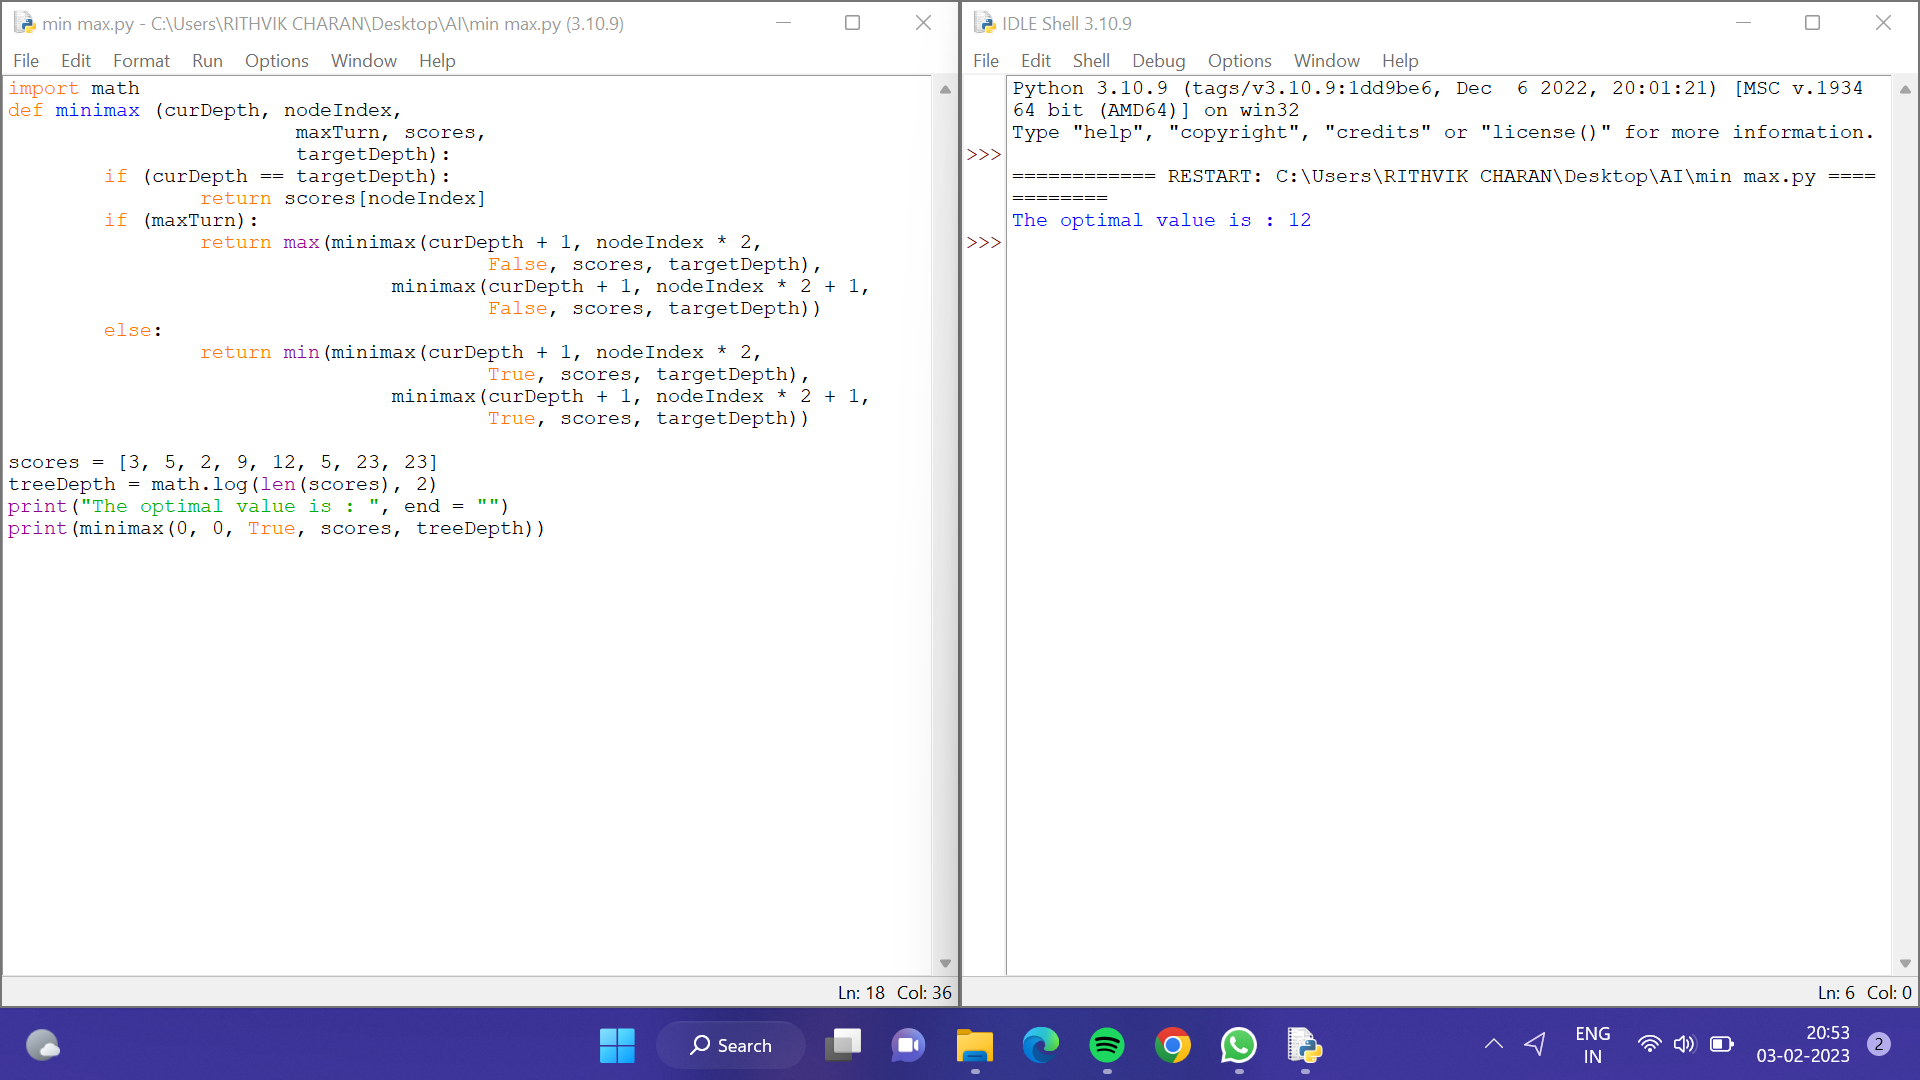 min max.py - C:\Users\RITHVIK CHARAN\Desktop\AI\min max.py (3.10.9)
File Edit Format Run Options Window Help
import math
def minimax (curDepth, nodeIndex,
                        maxTurn, scores,
                        targetDepth):
        if (curDepth == targetDepth):
                return scores[nodeIndex]
        if (maxTurn):
                return max(minimax(curDepth + 1, nodeIndex * 2,
                                        False, scores, targetDepth),
                                minimax(curDepth + 1, nodeIndex * 2 + 1,
                                        False, scores, targetDepth))
        else:
                return min(minimax(curDepth + 1, nodeIndex * 2,
                                        True, scores, targetDepth),
                                minimax(curDepth + 1, nodeIndex * 2 + 1,
                                        True, scores, targetDepth))
scores = [3, 5, 2, 9, 12, 5, 23, 23]
treeDepth = math.log(len(scores), 2)
print("The optimal value is : ", end = "")
print(minimax(0, 0, True, scores, treeDepth))
Ln: 18 Col: 36
IDLE Shell 3.10.9
File Edit Shell Debug Options Window Help
Python 3.10.9 (tags/v3.10.9:1dd9be6, Dec  6 2022, 20:01:21) [MSC v.1934
64 bit (AMD64)] on win32
Type "help", "copyright", "credits" or "license()" for more information.
>>>
============ RESTART: C:\Users\RITHVIK CHARAN\Desktop\AI\min max.py ====
========
The optimal value is : 12
>>>
Ln: 6 Col: 0
Search
ENG
IN
20:53
03-02-2023
2